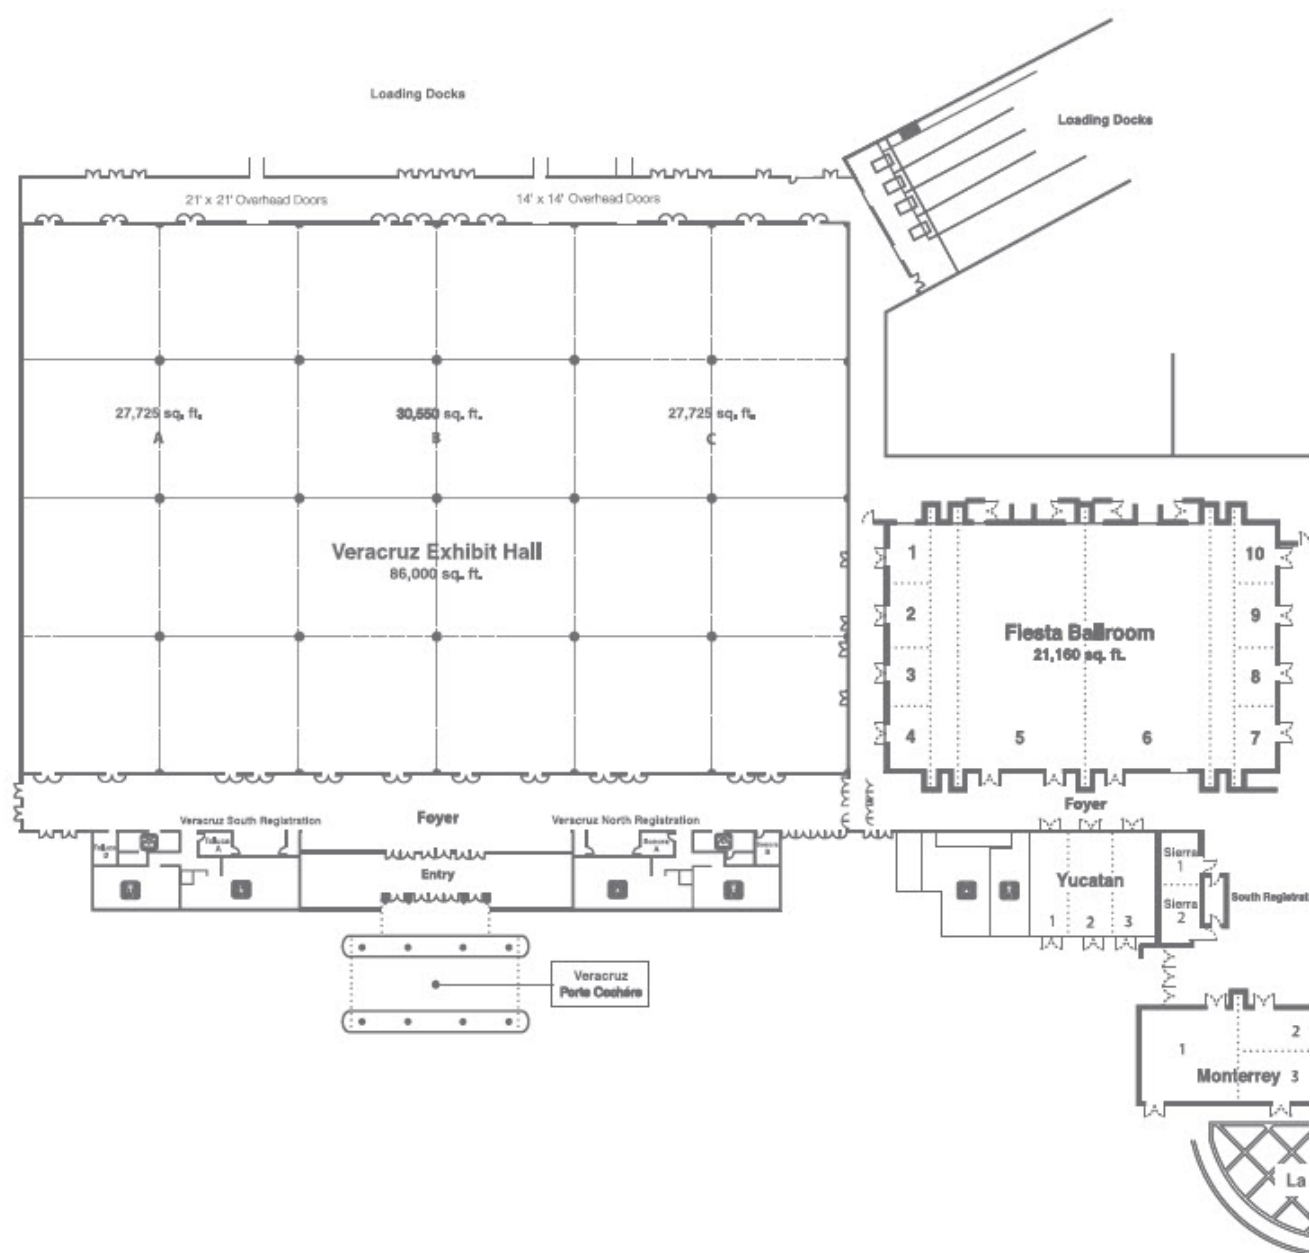 Loading Docks
Loading Docks
21' x 21' Overhead Doors
14' x 14' Overhead Doors
27,725 sq. ft.
A
30,550 sq. ft.
B
27,725 sq. ft.
C
Veracruz Exhibit Hall
86,000 sq. ft.
1
2
3
4
Fiesta Ballroom
21,160 sq. ft.
5
6
10
9
8
7
Foyer
Veracruz South Registration
Foyer
Veracruz North Registration
A
Entry
Yucatan
1
2
3
Sierra
1
Sierra
2
South Registrat
Veracruz
Porte Cochére
1
2
Monterrey
3
La